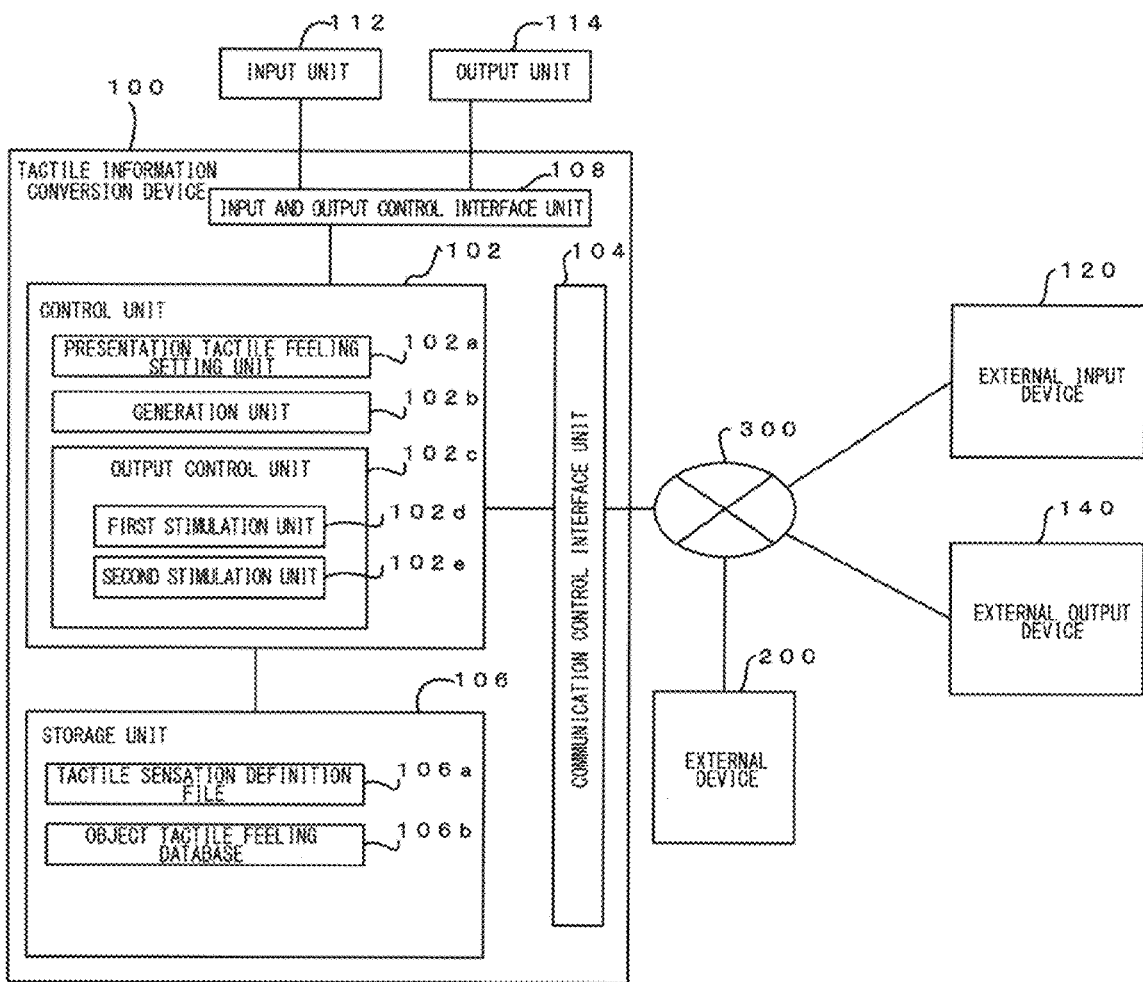 112
114
INPUT UNIT
OUTPUT UNIT
100
TACTILE INFORMATION
CONVERSION DEVICE
108
INPUT AND OUTPUT CONTROL INTERFACE UNIT
102
104
CONTROL UNIT
PRESENTATION TACTILE FEELING
SETTING UNIT
102a
GENERATION UNIT
102b
OUTPUT CONTROL UNIT
102c
FIRST STIMULATION UNIT
102d
SECOND STIMULATION UNIT
102e
COMMUNICATION CONTROL INTERFACE UNIT
120
EXTERNAL INPUT
DEVICE
300
140
EXTERNAL OUTPUT
DEVICE
200
EXTERNAL
DEVICE
106
STORAGE UNIT
TACTILE SENSATION DEFINITION
FILE
106a
OBJECT TACTILE FEELING
DATABASE
106b